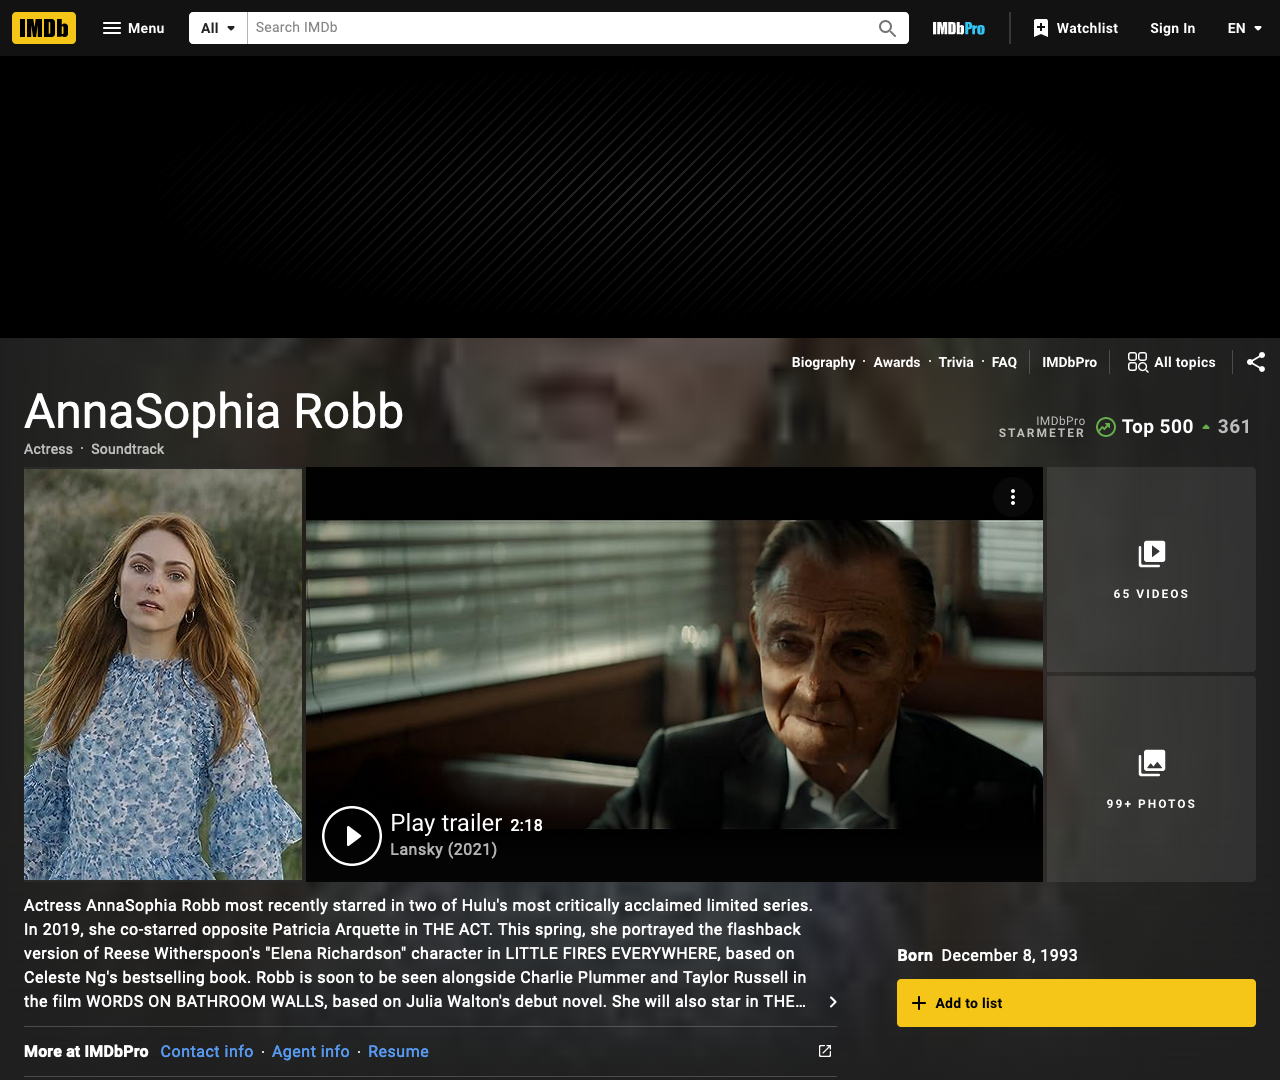 IMDb
Menu
All
Search IMDb
IMDbPro
Watchlist
Sign In
EN
Biography · Awards · Trivia · FAQ
IMDbPro
All topics
AnnaSophia Robb
Actress · Soundtrack
IMDbPro
STARMETER
Top 500
361
65 VIDEOS
99+ PHOTOS
Play trailer 2:18
Lansky (2021)
Actress AnnaSophia Robb most recently starred in two of Hulu's most critically acclaimed limited series.
In 2019, she co-starred opposite Patricia Arquette in THE ACT. This spring, she portrayed the flashback
version of Reese Witherspoon's "Elena Richardson" character in LITTLE FIRES EVERYWHERE, based on
Celeste Ng's bestselling book. Robb is soon to be seen alongside Charlie Plummer and Taylor Russell in
the film WORDS ON BATHROOM WALLS, based on Julia Walton's debut novel. She will also star in THE...
Born December 8, 1993
Add to list
More at IMDbPro Contact info · Agent info · Resume